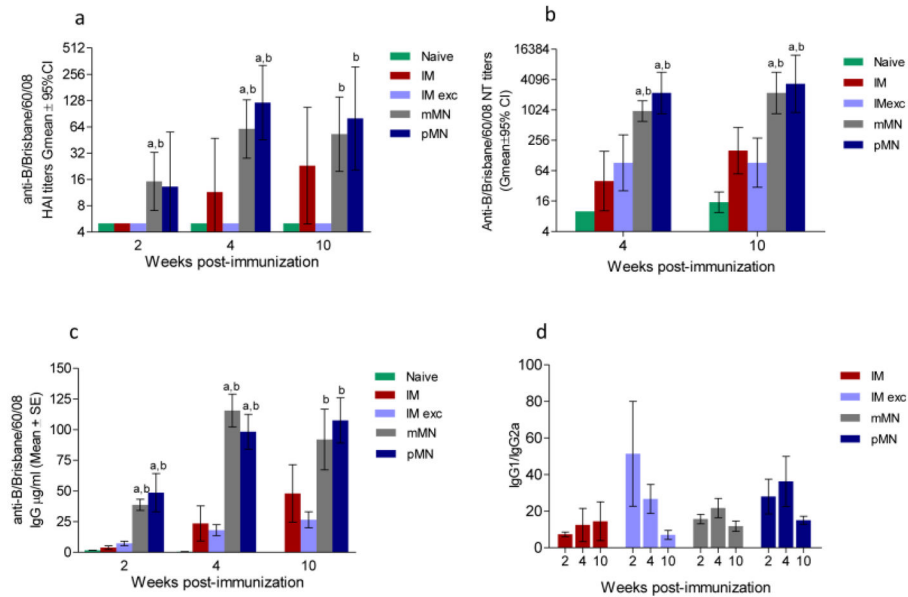 a
anti-B/Brisbane/60/08
HAI titers Gmean ± 95%CI
512
256
128
64
32
16
8
4
a,b
a,b
a,b
b
b
2
4
10
Weeks post-immunization
Naive
IM
IM exc
mMN
pMN
b
Anti-B/Brisbane/60/08 NT titers
(Gmean±95% CI)
16384
4096
1024
256
64
16
4
a,b
a,b
a,b
a,b
4
10
Weeks post-immunization
Naive
IM
IMexc
mMN
pMN
c
anti-B/Brisbane/60/08
IgG µg/ml (Mean ± SE)
150
125
100
75
50
25
0
a,b
a,b
a,b
a,b
b
b
2
4
10
Weeks post-immunization
Naive
IM
IM exc
mMN
pMN
d
IgG1/IgG2a
100
80
60
40
20
0
2 4 10 2 4 10 2 4 10 2 4 10
Weeks post-immunization
IM
IM exc
mMN
pMN